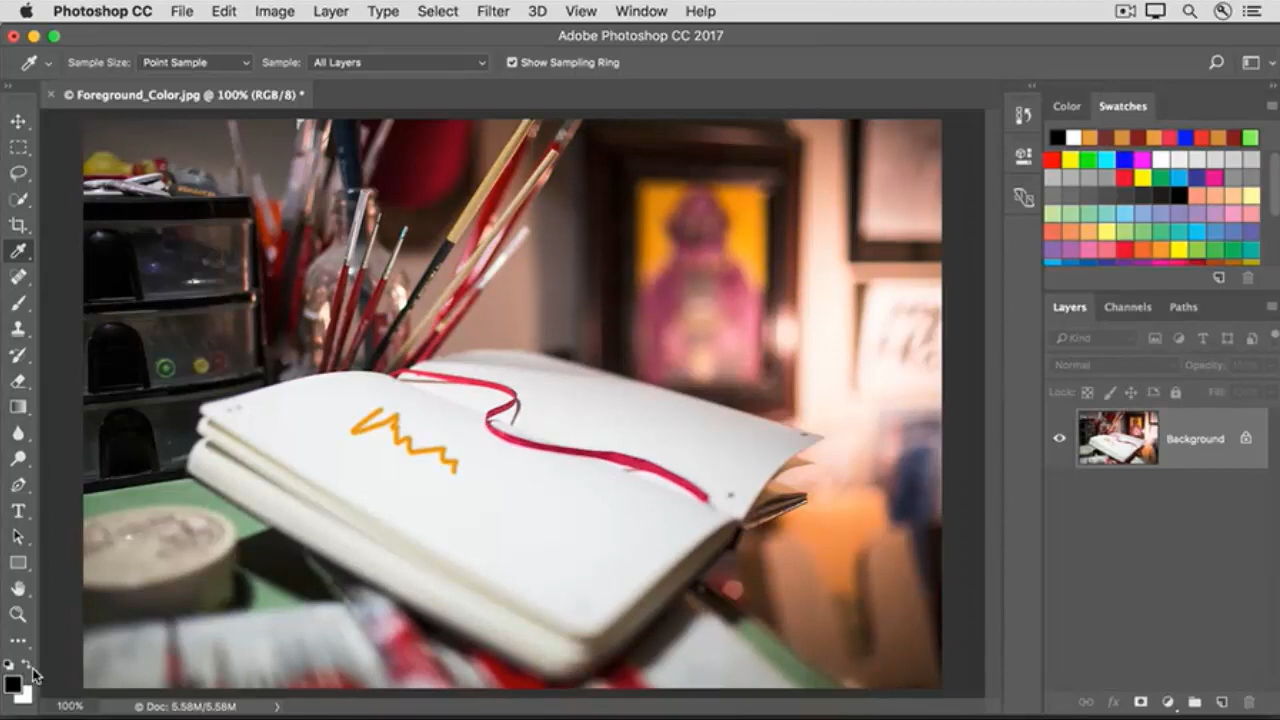 Photoshop CC File Edit Image Layer Type Select Filter 3D View Window Help
Adobe Photoshop CC 2017
Sample Size: Point Sample Sample: All Layers Show Sampling Ring
© Foreground_Color.jpg @ 100% (RGB/8) *
Color Swatches
Layers Channels Paths
Kind
Normal Opacity:
Lock: Fill:
Background
100% © Doc: 5.58M/5.58M